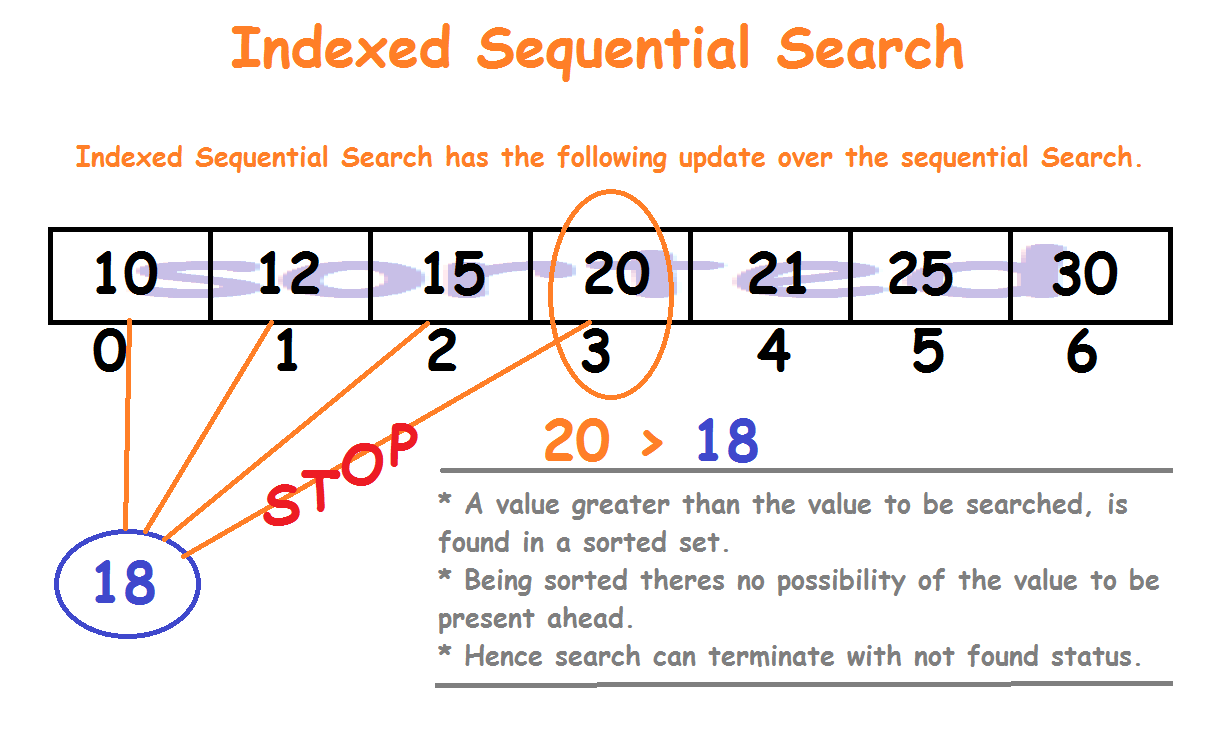 Indexed Sequential Search
Indexed Sequential Search has the following update over the sequential Search.
sorted
10 12 15 20 21 25 30
0 1 2 3 4 5 6
STOP
20 > 18
18
* A value greater than the value to be searched, is
found in a sorted set.
* Being sorted theres no possibility of the value to be
present ahead.
* Hence search can terminate with not found status.